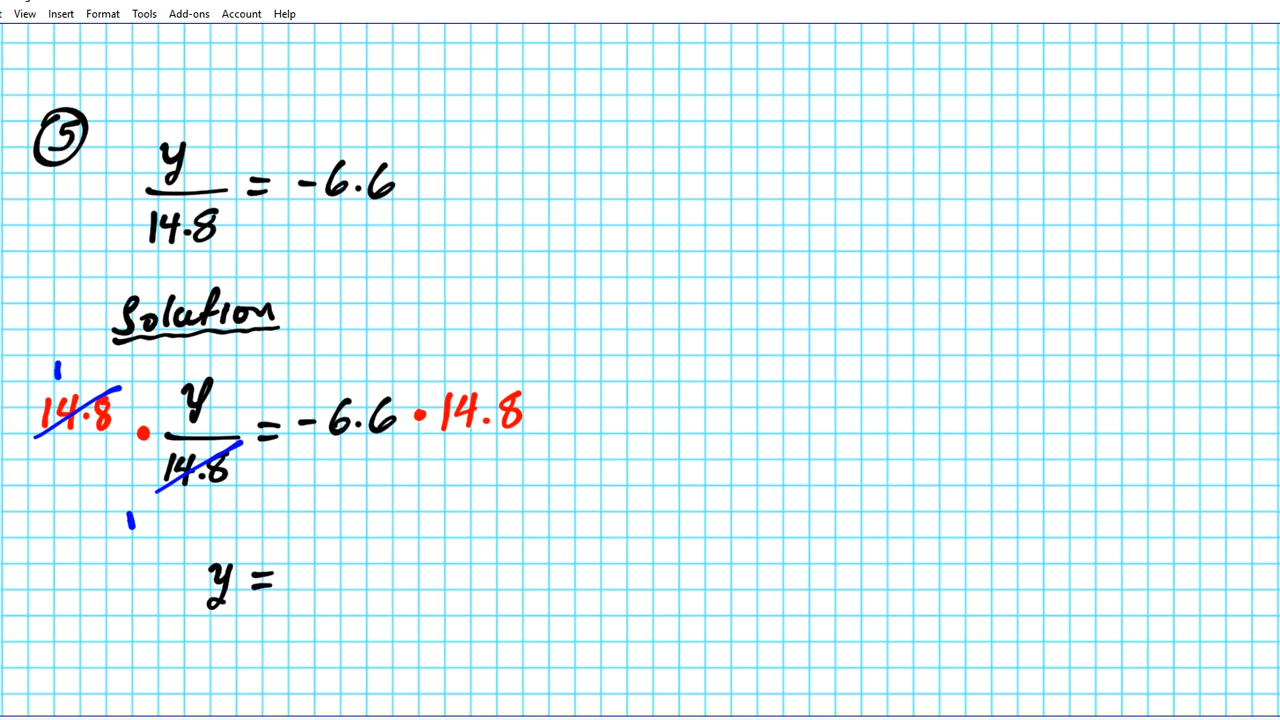 View Insert Format Tools Add-ons Account Help
5
y/14.8 = -6.6
Solution
1
14.8 • y/14.8 = -6.6 • 14.8
1
y =